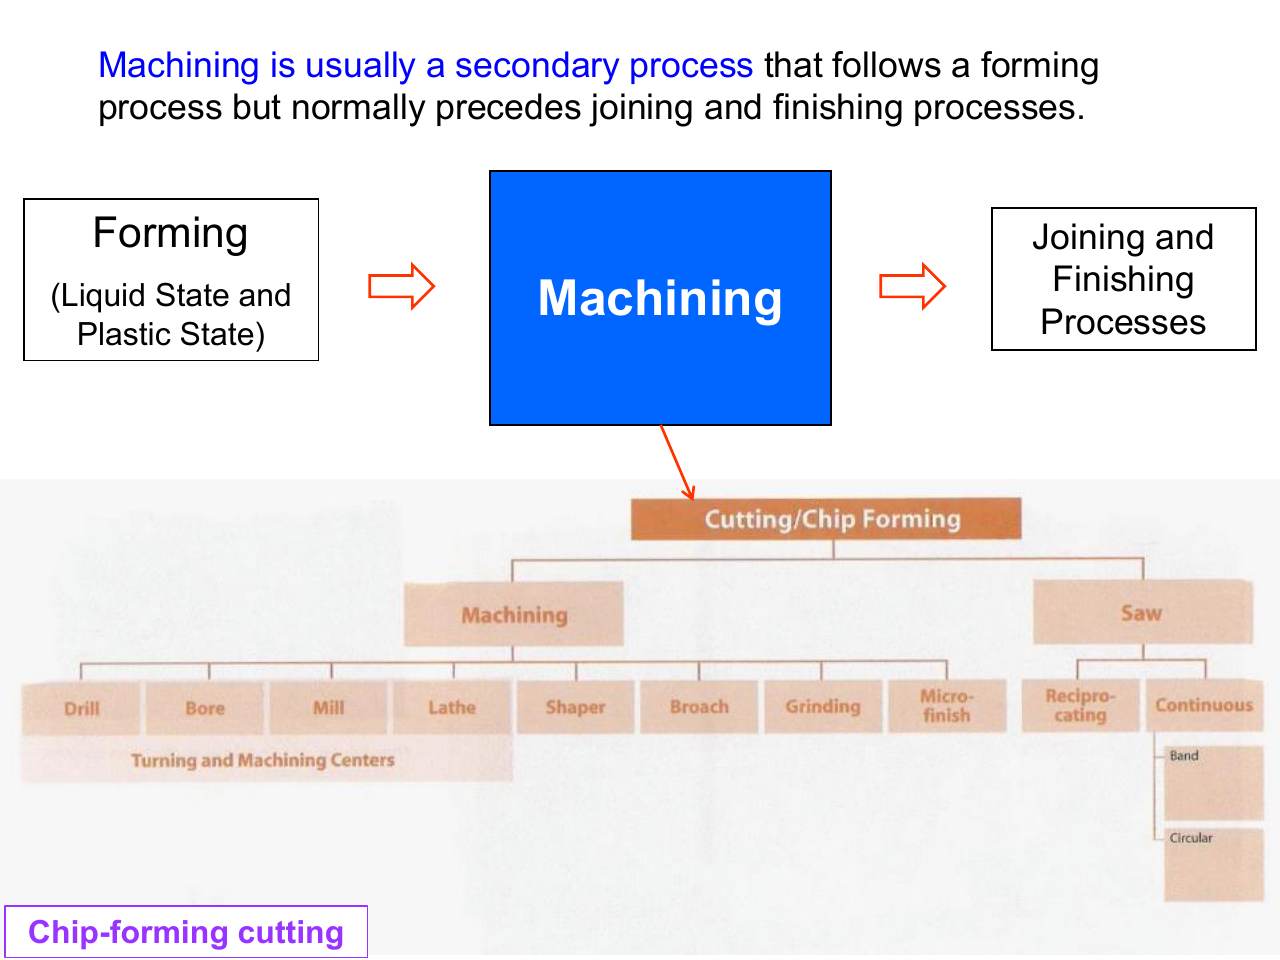 Machining is usually a secondary process that follows a forming
process but normally precedes joining and finishing processes.
Forming
(Liquid State and
Plastic State)
Machining
Joining and
Finishing
Processes
Cutting/Chip Forming
Machining
Saw
Drill
Bore
Mill
Lathe
Shaper
Broach
Grinding
Micro-
finish
Recipro-
cating
Continuous
Turning and Machining Centers
Band
Circular
Chip-forming cutting